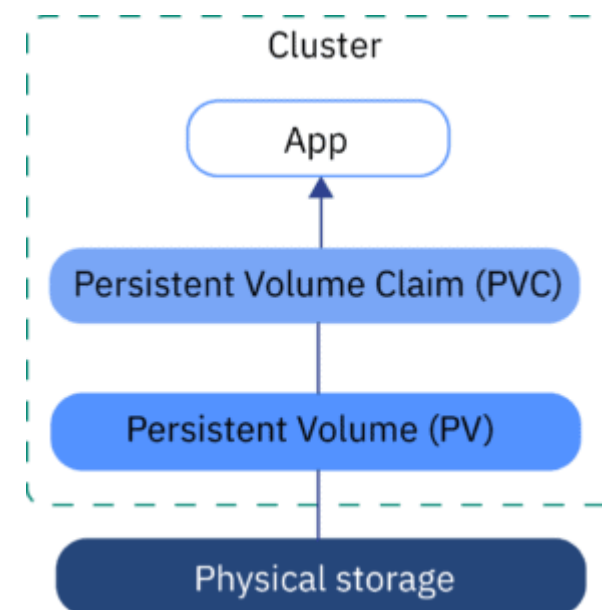 Cluster
App
Persistent Volume Claim (PVC)
Persistent Volume (PV)
Physical storage